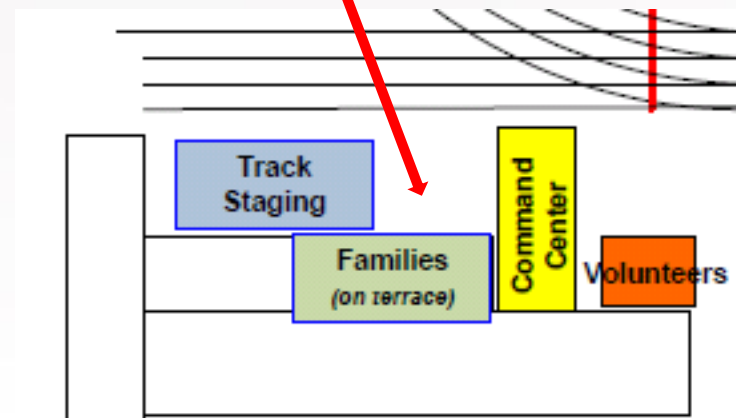 Track
Staging
Families
(on terrace)
Command
Center
Volunteers